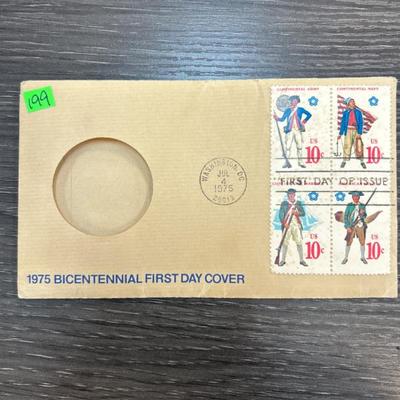 199
CONTINENTAL ARMY
CONTINENTAL NAVY
US
10c
US
10c
WASHINGTON, DC
JUL
4
1975
20013
FIRST DAY OF ISSUE
US
10c
US
10c
1975 BICENTENNIAL FIRST DAY COVER